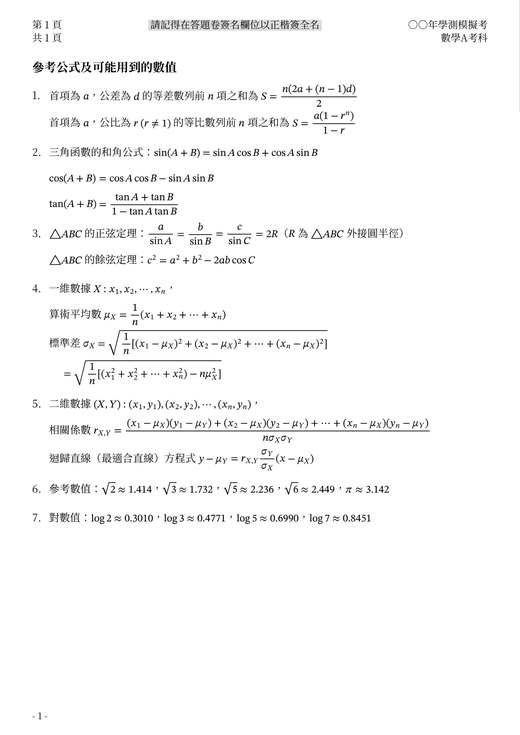 第 1 頁
共 1 頁
請記得在答題卷簽名欄位以正楷簽全名
○○年學測模擬考
數學A考科
參考公式及可能用到的數值
1. 首項為 a，公差為 d 的等差數列前 n 項之和為 S = n(2a + (n − 1)d) / 2
首項為 a，公比為 r (r ≠ 1) 的等比數列前 n 項之和為 S = a(1 − rⁿ) / 1 − r
2. 三角函數的和角公式：sin(A + B) = sin A cos B + cos A sin B
cos(A + B) = cos A cos B − sin A sin B
tan(A + B) = tan A + tan B / 1 − tan A tan B
3. △ABC 的正弦定理：a / sin A = b / sin B = c / sin C = 2R（R 為 △ABC 外接圓半徑）
△ABC 的餘弦定理：c² = a² + b² − 2ab cos C
4. 一維數據 X : x₁, x₂, ⋯ , xₙ，
算術平均數 μ_X = 1/n (x₁ + x₂ + ⋯ + xₙ)
標準差 σ_X = √(1/n [(x₁ − μ_X)² + (x₂ − μ_X)² + ⋯ + (xₙ − μ_X)²])
= √(1/n [(x₁² + x₂² + ⋯ + xₙ²) − nμ_X²])
5. 二維數據 (X, Y) : (x₁, y₁), (x₂, y₂), ⋯ , (xₙ, yₙ)，
相關係數 r_X,Y = (x₁ − μ_X)(y₁ − μ_Y) + (x₂ − μ_X)(y₂ − μ_Y) + ⋯ + (xₙ − μ_X)(yₙ − μ_Y) / nσ_Xσ_Y
迴歸直線（最適合直線）方程式 y − μ_Y = r_X,Y σ_Y/σ_X (x − μ_X)
6. 參考數值：√2 ≈ 1.414，√3 ≈ 1.732，√5 ≈ 2.236，√6 ≈ 2.449，π ≈ 3.142
7. 對數值：log 2 ≈ 0.3010，log 3 ≈ 0.4771，log 5 ≈ 0.6990，log 7 ≈ 0.8451
- 1 -